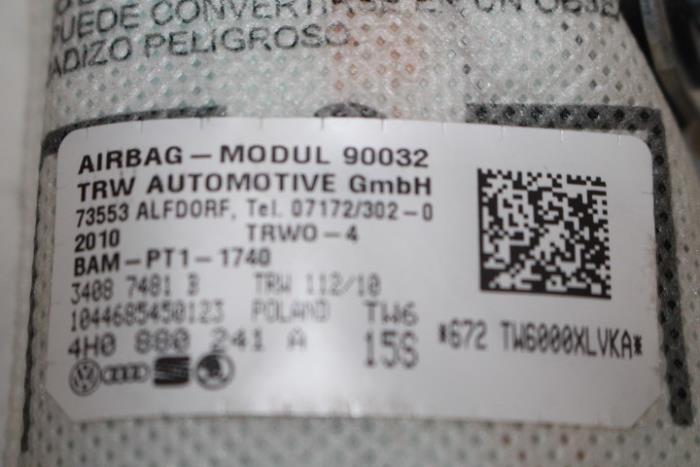 PUEDE CONVERTIRSE EN UN OBJE
ADIZO PELIGROSO.
AIRBAG - MODUL 90032
TRW AUTOMOTIVE GmbH
73553 ALFDORF, Tel. 07172/302-0
2010 TRWO-4
BAM-PT1-1740
3408 7481 B TRW 112/10
1044685450123 POLAND TW6
4H0 880 241 A 15S
*672 TW6000XLVKA*